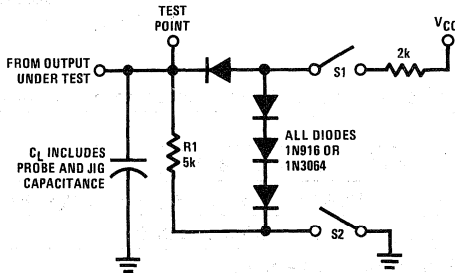 TEST
POINT
VCC
FROM OUTPUT
UNDER TEST
S1
2k
CL INCLUDES
PROBE AND JIG
CAPACITANCE
R1
5k
ALL DIODES
1N916 OR
1N3064
S2